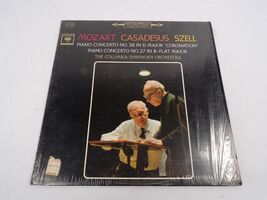 STEREO
MOZART CASADESUS SZELL
PIANO CONCERTO NO. 26 IN D MAJOR "CORONATION"
PIANO CONCERTO NO. 27 IN B-FLAT MAJOR
THE COLUMBIA SYMPHONY ORCHESTRA